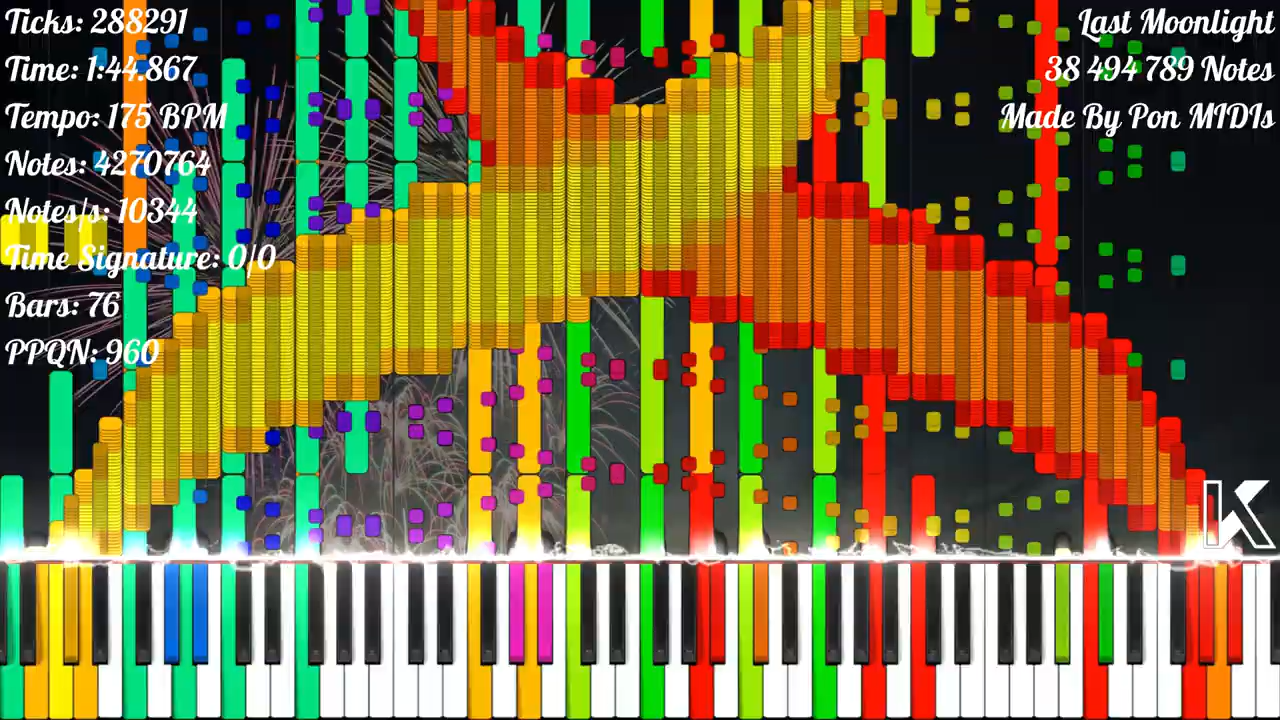 Ticks: 288291
Time: 1:44.867
Tempo: 175 BPM
Notes: 4270764
Notes/s: 10344
Time Signature: 0/0
Bars: 76
PPQN: 960
Last Moonlight
38 494 789 Notes
Made By Pon MIDIs
K